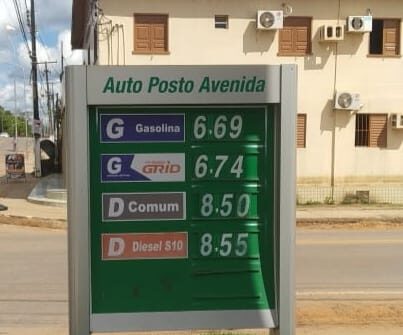 Auto Posto Avenida
G Gasolina 6.69
G GRID 6.74
D Comum 8.50
D Diesel S10 8.55